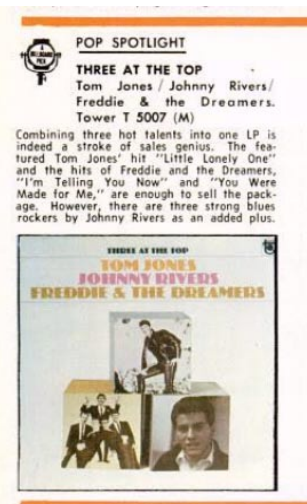 A
BILLBOARD
PICK
POP SPOTLIGHT
THREE AT THE TOP
Tom Jones / Johnny Rivers/
Freddie & the Dreamers.
Tower T 5007 (M)
Combining three hot talents into one LP is
indeed a stroke of sales genius. The fea-
tured Tom Jones' hit "Little Lonely One"
and the hits of Freddie and the Dreamers,
"I'm Telling You Now" and "You Were
Made for Me," are enough to sell the pack-
age. However, there are three strong blues
rockers by Johnny Rivers as an added plus.
THREE AT THE TOP
TOM JONES
JOHNNY RIVERS
FREDDIE & THE DREAMERS